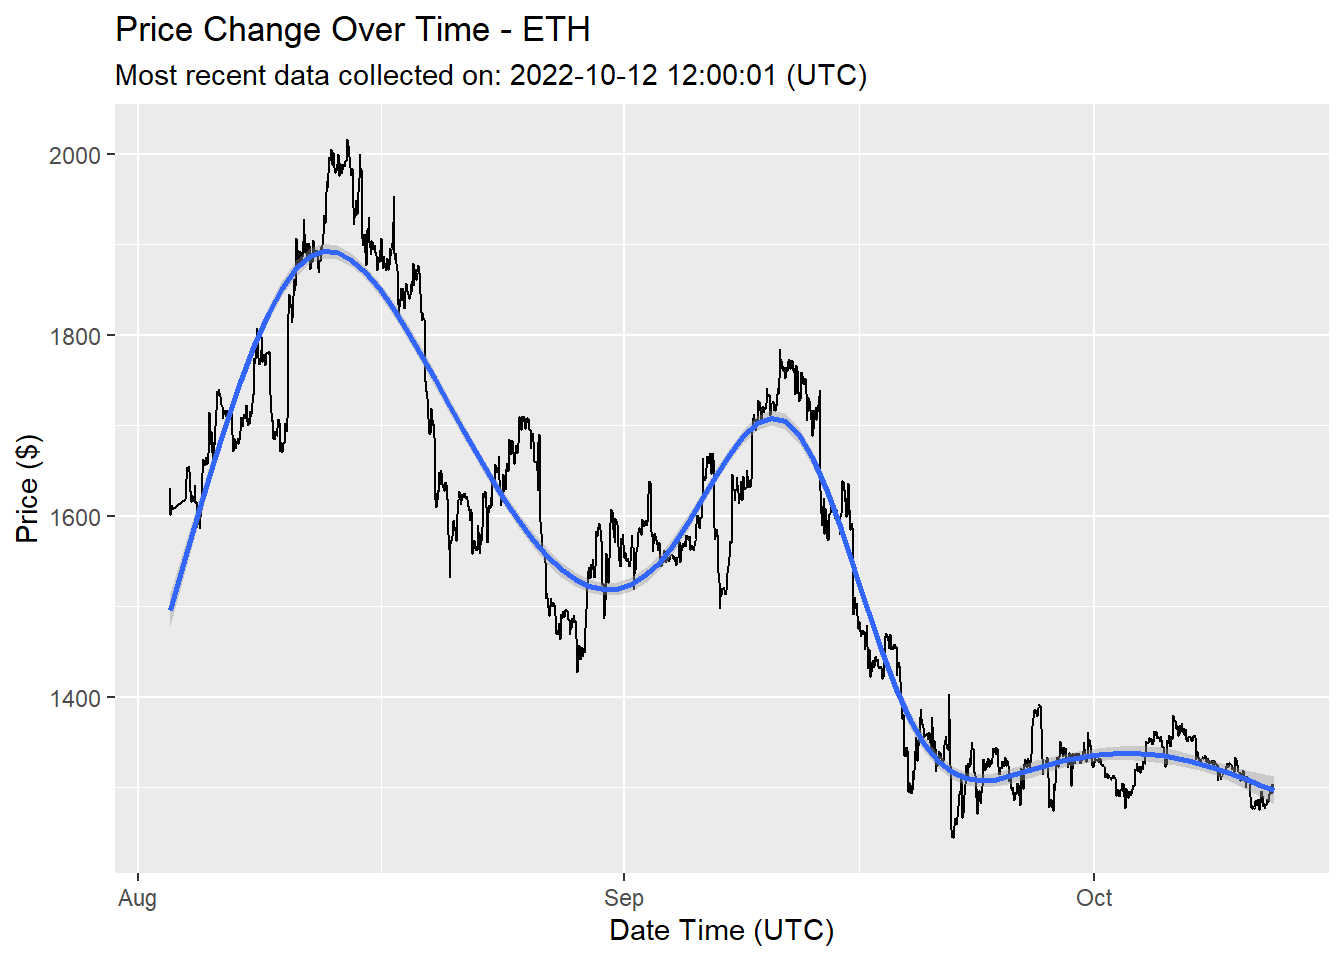 Price Change Over Time - ETH
Most recent data collected on: 2022-10-12 12:00:01 (UTC)
2000
1800
1600
1400
Price ($)
Aug Sep Oct
Date Time (UTC)